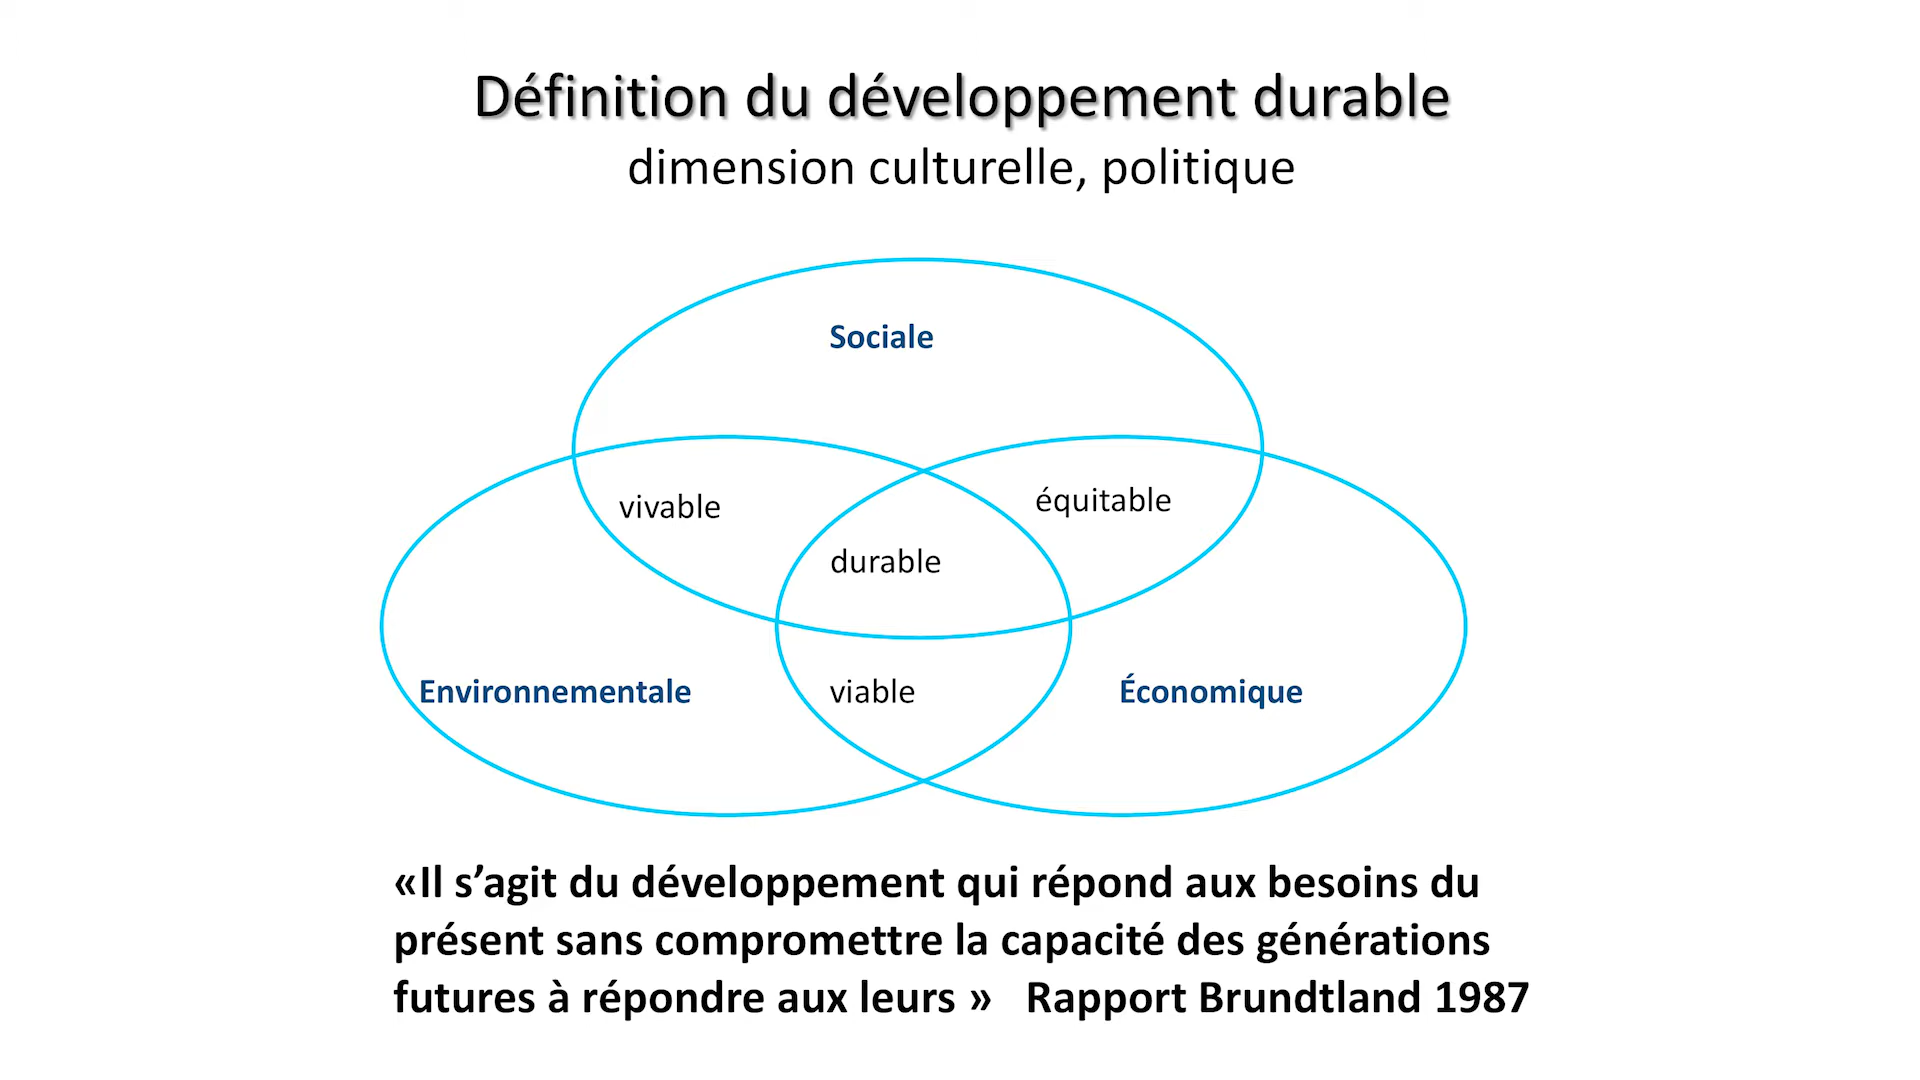 Définition du développement durable
dimension culturelle, politique
Sociale
vivable
équitable
durable
Environnementale
viable
Économique
«Il s’agit du développement qui répond aux besoins du
présent sans compromettre la capacité des générations
futures à répondre aux leurs » Rapport Brundtland 1987